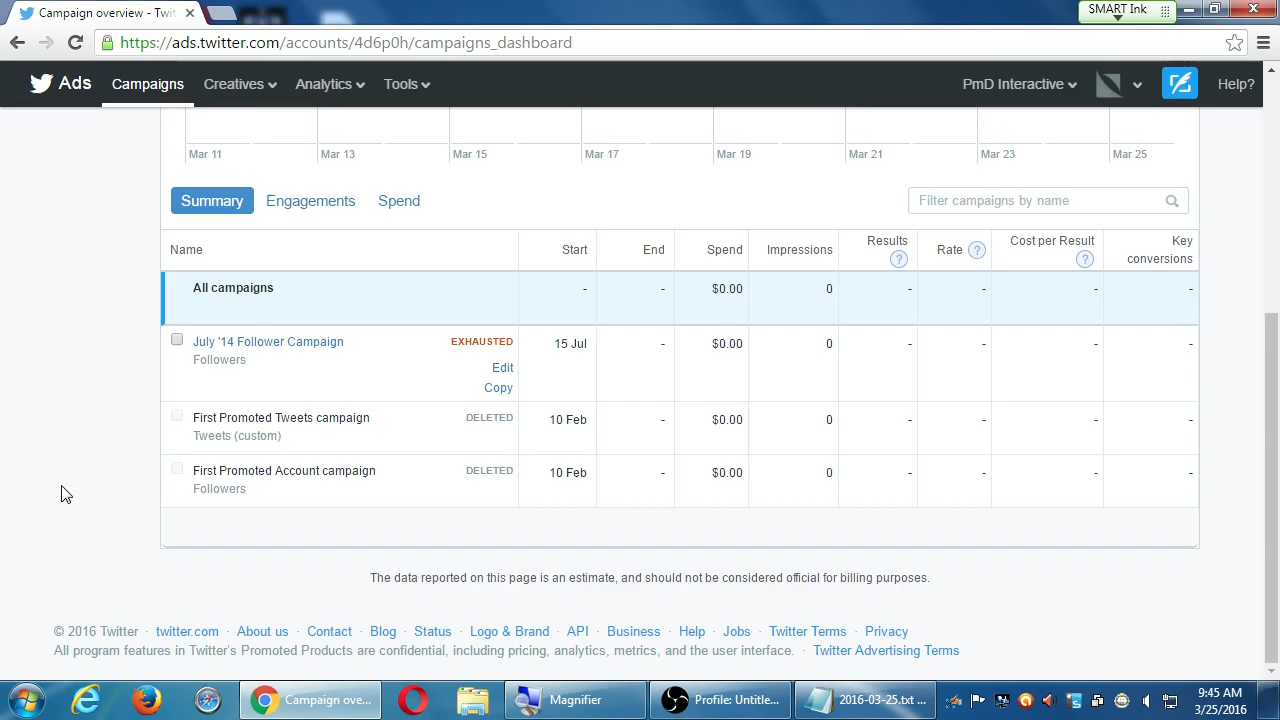 Campaign overview - Twit
SMART Ink
https://ads.twitter.com/accounts/4d6p0h/campaigns_dashboard
Ads Campaigns Creatives Analytics Tools PmD Interactive Help?
Mar 11 Mar 13 Mar 15 Mar 17 Mar 19 Mar 21 Mar 23 Mar 25
Summary Engagements Spend Filter campaigns by name
Name Start End Spend Impressions Results ? Rate ? Cost per Result ? Key conversions
All campaigns - - $0.00 0 - - - -
July '14 Follower Campaign EXHAUSTED 15 Jul - $0.00 0 - - - -
Followers
Edit
Copy
First Promoted Tweets campaign DELETED 10 Feb - $0.00 0 - - - -
Tweets (custom)
First Promoted Account campaign DELETED 10 Feb - $0.00 0 - - - -
Followers
The data reported on this page is an estimate, and should not be considered official for billing purposes.
© 2016 Twitter · twitter.com · About us · Contact · Blog · Status · Logo & Brand · API · Business · Help · Jobs · Twitter Terms · Privacy
All program features in Twitter's Promoted Products are confidential, including pricing, analytics, metrics, and the user interface. · Twitter Advertising Terms
Campaign ove... Magnifier Profile: Untitle... 2016-03-25.txt ...
9:45 AM
3/25/2016